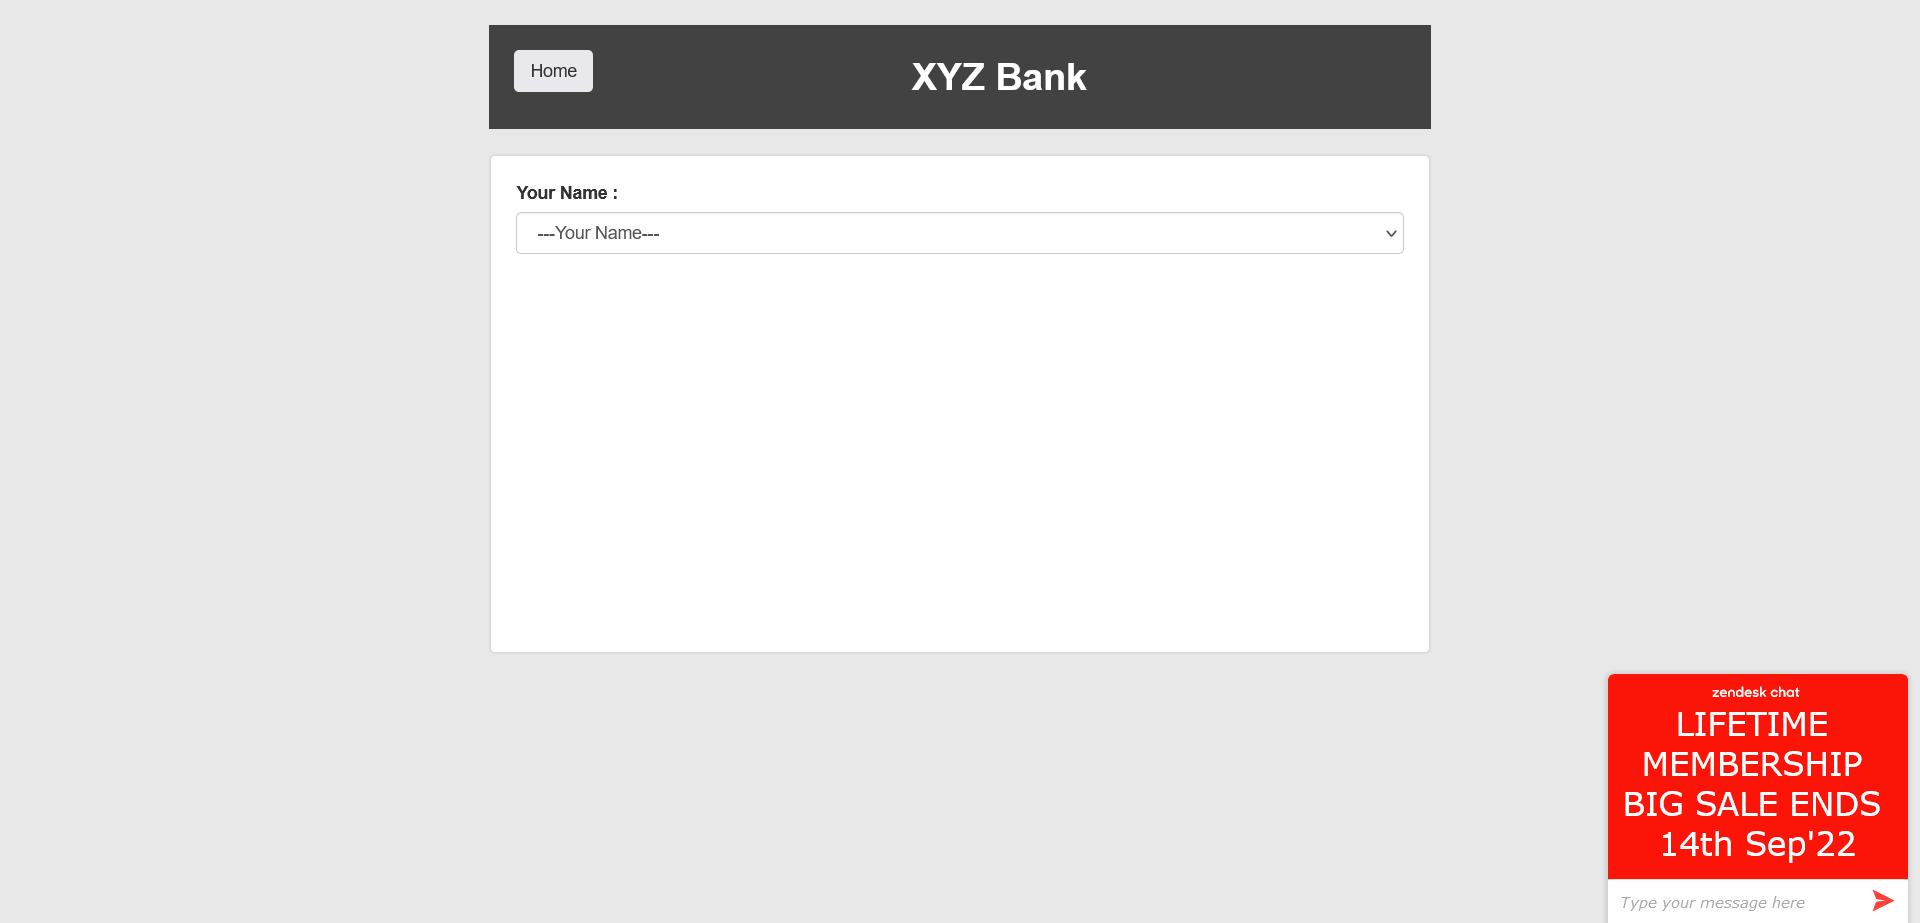 Home
XYZ Bank
Your Name :
---Your Name---
zendesk chat
LIFETIME
MEMBERSHIP
BIG SALE ENDS
14th Sep'22
Type your message here